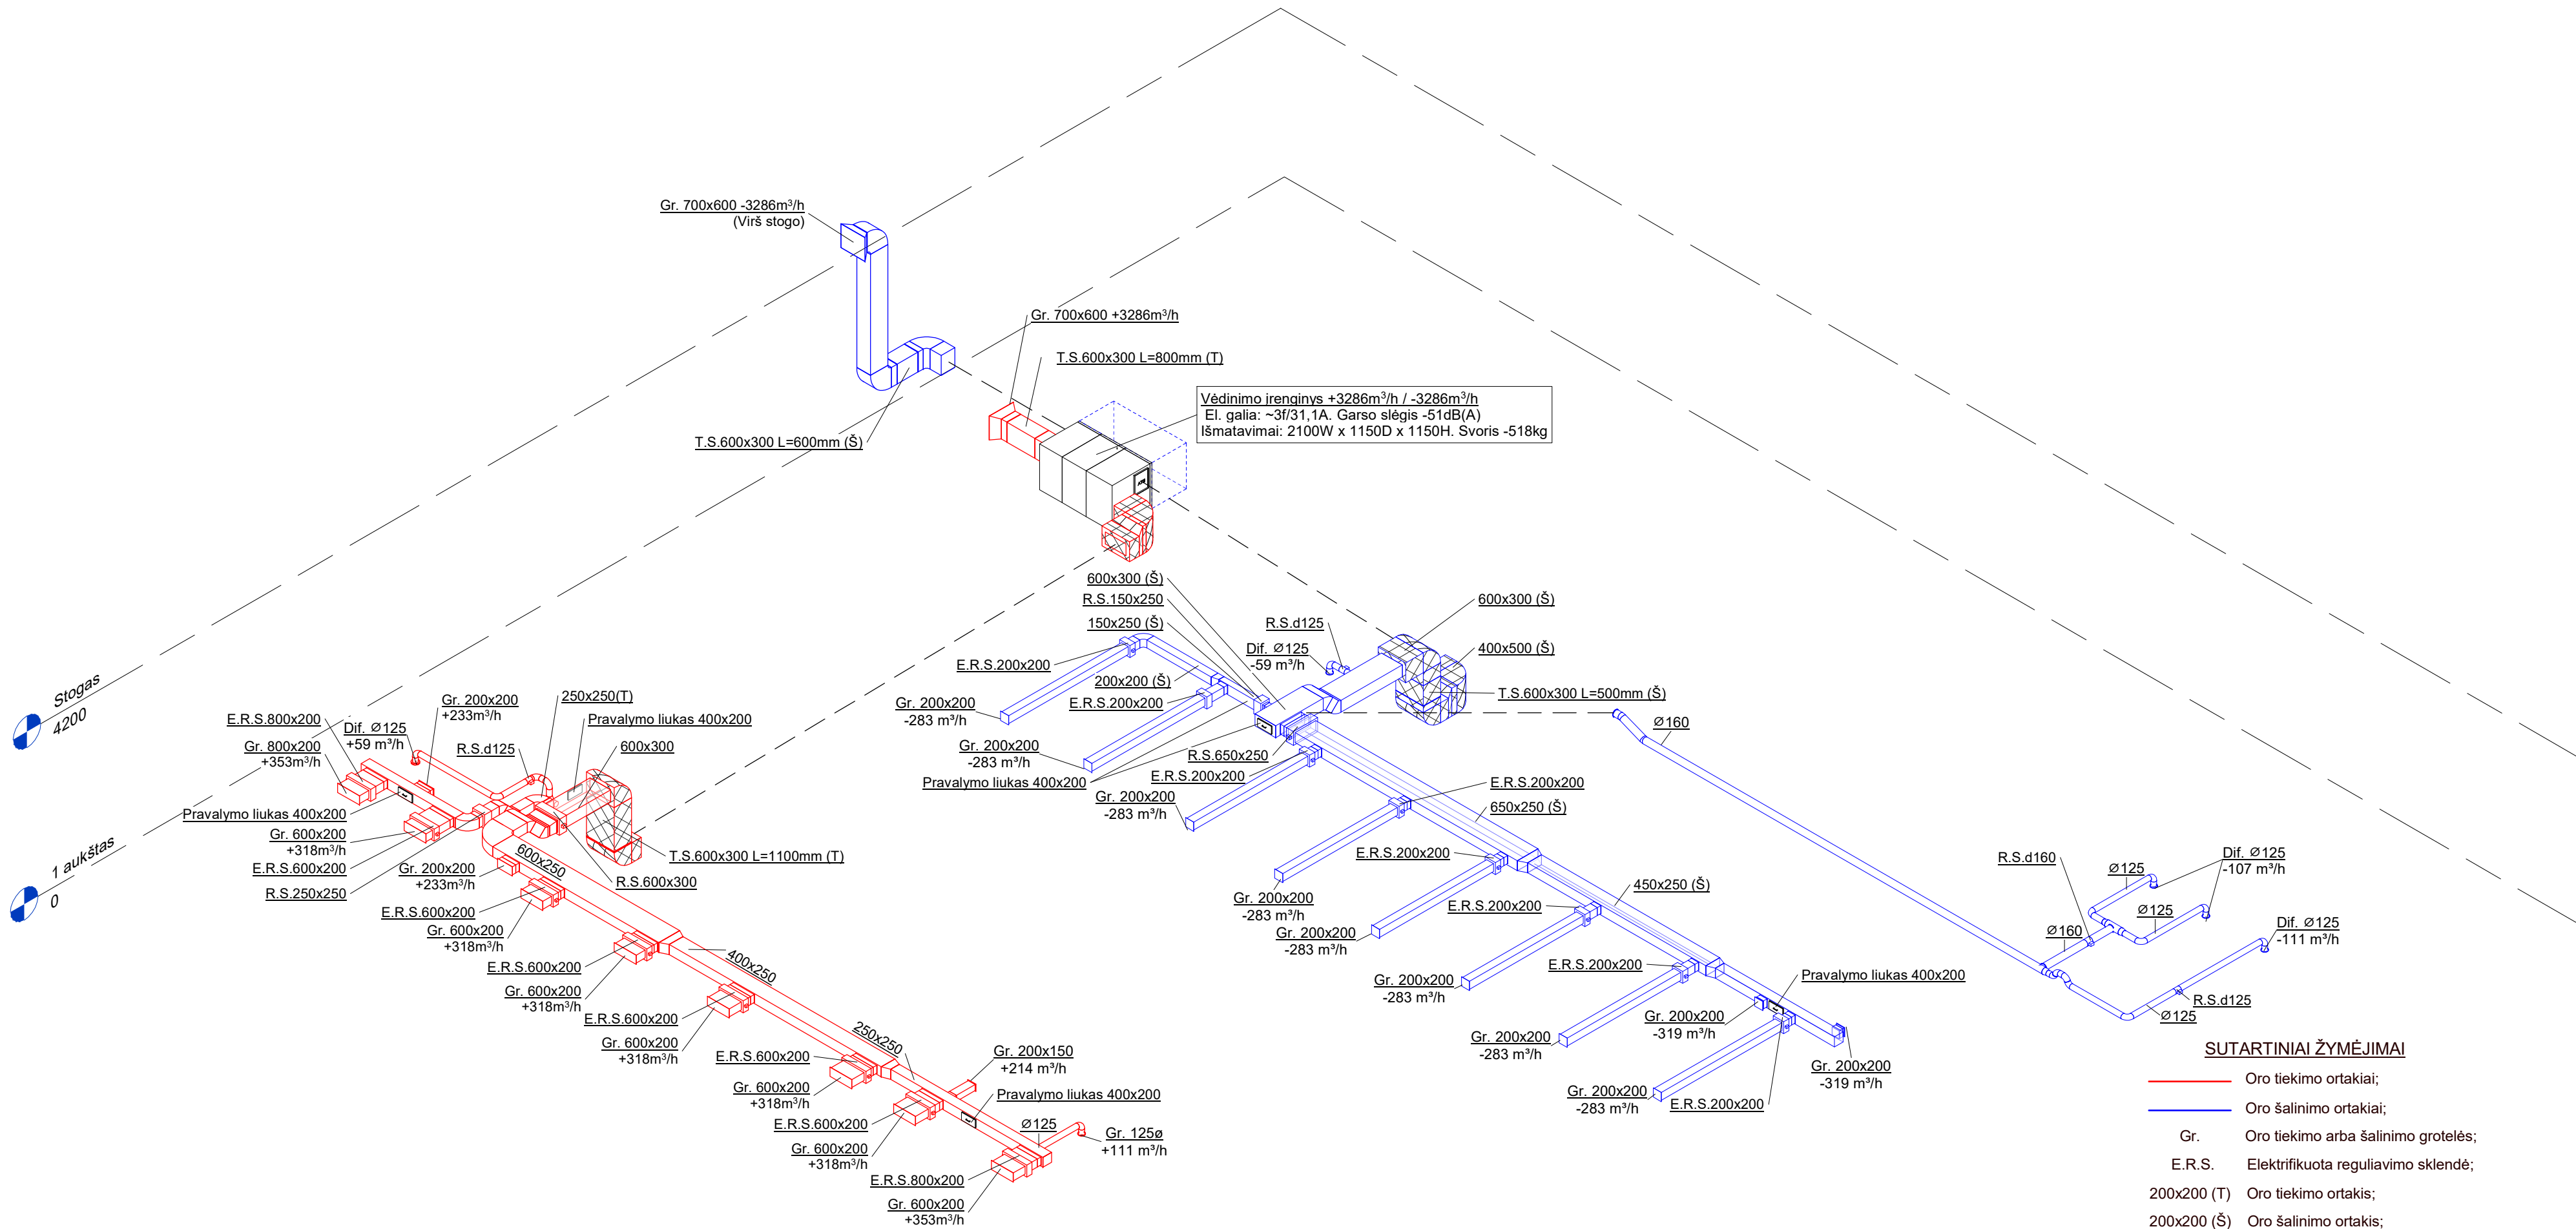 Gr. 700x600 -3286m³/h
(Virš stogo)
Gr. 700x600 +3286m³/h
T.S.600x300 L=800mm (T)
Vėdinimo įrenginys +3286m³/h / -3286m³/h
El. galia: ~3f/31,1A. Garso slėgis -51dB(A)
Išmatavimai: 2100W x 1150D x 1150H. Svoris -518kg
T.S.600x300 L=600mm (Š)
600x300 (Š)
R.S.150x250
150x250 (Š)
E.R.S.200x200
200x200 (Š)
Gr. 200x200
-283 m³/h
E.R.S.200x200
Gr. 200x200
-283 m³/h
Pravalymo liukas 400x200
R.S.d125
Dif. Ø125
-59 m³/h
600x300 (Š)
400x500 (Š)
T.S.600x300 L=500mm (Š)
R.S.650x250
E.R.S.200x200
Gr. 200x200
-283 m³/h
E.R.S.200x200
650x250 (Š)
Gr. 200x200
-283 m³/h
E.R.S.200x200
Gr. 200x200
-283 m³/h
450x250 (Š)
E.R.S.200x200
Gr. 200x200
-283 m³/h
E.R.S.200x200
Gr. 200x200
-283 m³/h
Pravalymo liukas 400x200
Gr. 200x200
-319 m³/h
Gr. 200x200
-319 m³/h
Gr. 200x200
-283 m³/h
E.R.S.200x200
Ø160
R.S.d160
Ø125
Dif. Ø125
-107 m³/h
Ø125
Ø160
Dif. Ø125
-111 m³/h
R.S.d125
Ø125
Stogas
4200
1 aukštas
0
E.R.S.800x200
Gr. 200x200
+233m³/h
250x250(T)
Dif. Ø125
+59 m³/h
Pravalymo liukas 400x200
Gr. 800x200
+353m³/h
R.S.d125
600x300
Pravalymo liukas 400x200
Gr. 600x200
+318m³/h
E.R.S.600x200
R.S.250x250
Gr. 200x200
+233m³/h
600x250
T.S.600x300 L=1100mm (T)
R.S.600x300
E.R.S.600x200
Gr. 600x200
+318m³/h
E.R.S.600x200
Gr. 600x200
+318m³/h
400x250
E.R.S.600x200
Gr. 600x200
+318m³/h
250x250
E.R.S.600x200
Gr. 600x200
+318m³/h
Gr. 200x150
+214 m³/h
Pravalymo liukas 400x200
E.R.S.600x200
Gr. 600x200
+318m³/h
Ø125
Gr. 125ø
+111 m³/h
E.R.S.800x200
Gr. 600x200
+353m³/h
SUTARTINIAI ŽYMĖJIMAI
Oro tiekimo ortakiai;
Oro šalinimo ortakiai;
Gr. Oro tiekimo arba šalinimo grotelės;
E.R.S. Elektrifikuota reguliavimo sklendė;
200x200 (T) Oro tiekimo ortakis;
200x200 (Š) Oro šalinimo ortakis;